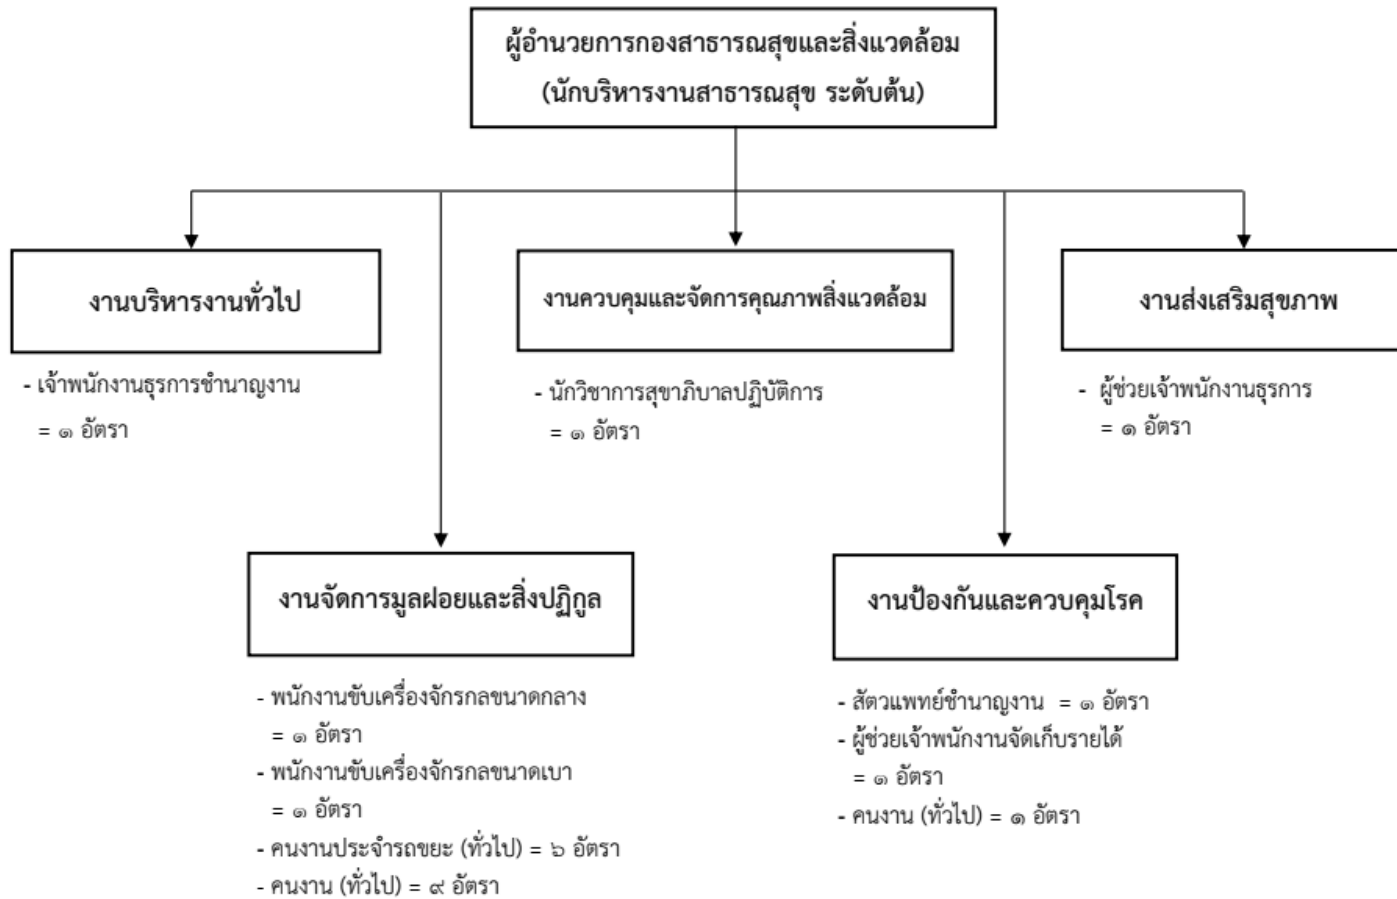 ผู้อำนวยการกองสาธารณสุขและสิ่งแวดล้อม
(นักบริหารงานสาธารณสุข ระดับต้น)
งานบริหารงานทั่วไป
- เจ้าพนักงานธุรการชำนาญงาน
= ๑ อัตรา
งานควบคุมและจัดการคุณภาพสิ่งแวดล้อม
- นักวิชาการสุขาภิบาลปฏิบัติการ
= ๑ อัตรา
งานส่งเสริมสุขภาพ
- ผู้ช่วยเจ้าพนักงานธุรการ
= ๑ อัตรา
งานจัดการมูลฝอยและสิ่งปฏิกูล
- พนักงานขับเครื่องจักรกลขนาดกลาง
= ๑ อัตรา
- พนักงานขับเครื่องจักรกลขนาดเบา
= ๑ อัตรา
- คนงานประจำรถขยะ (ทั่วไป) = ๖ อัตรา
- คนงาน (ทั่วไป) = ๙ อัตรา
งานป้องกันและควบคุมโรค
- สัตวแพทย์ชำนาญงาน = ๑ อัตรา
- ผู้ช่วยเจ้าพนักงานจัดเก็บรายได้
= ๑ อัตรา
- คนงาน (ทั่วไป) = ๑ อัตรา